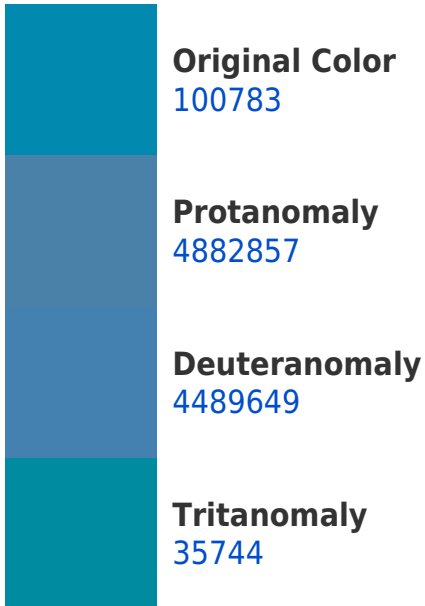 Original Color
100783
Protanomaly
4882857
Deuteranomaly
4489649
Tritanomaly
35744